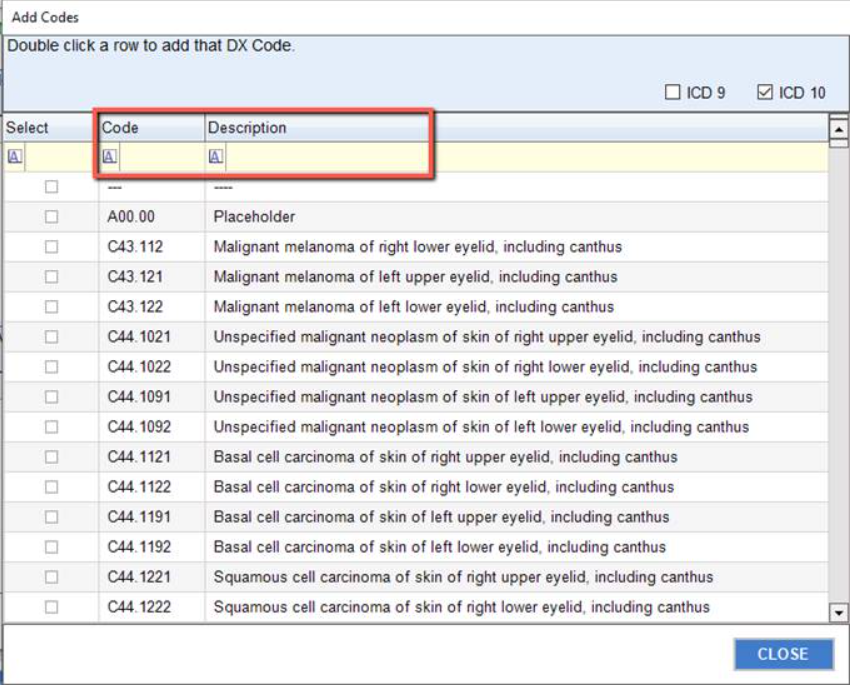 Add Codes
Double click a row to add that DX Code.
ICD 9 ICD 10
Select Code Description
A A A
--- ----
A00.00 Placeholder
C43.112 Malignant melanoma of right lower eyelid, including canthus
C43.121 Malignant melanoma of left upper eyelid, including canthus
C43.122 Malignant melanoma of left lower eyelid, including canthus
C44.1021 Unspecified malignant neoplasm of skin of right upper eyelid, including canthus
C44.1022 Unspecified malignant neoplasm of skin of right lower eyelid, including canthus
C44.1091 Unspecified malignant neoplasm of skin of left upper eyelid, including canthus
C44.1092 Unspecified malignant neoplasm of skin of left lower eyelid, including canthus
C44.1121 Basal cell carcinoma of skin of right upper eyelid, including canthus
C44.1122 Basal cell carcinoma of skin of right lower eyelid, including canthus
C44.1191 Basal cell carcinoma of skin of left upper eyelid, including canthus
C44.1192 Basal cell carcinoma of skin of left lower eyelid, including canthus
C44.1221 Squamous cell carcinoma of skin of right upper eyelid, including canthus
C44.1222 Squamous cell carcinoma of skin of right lower eyelid, including canthus
CLOSE